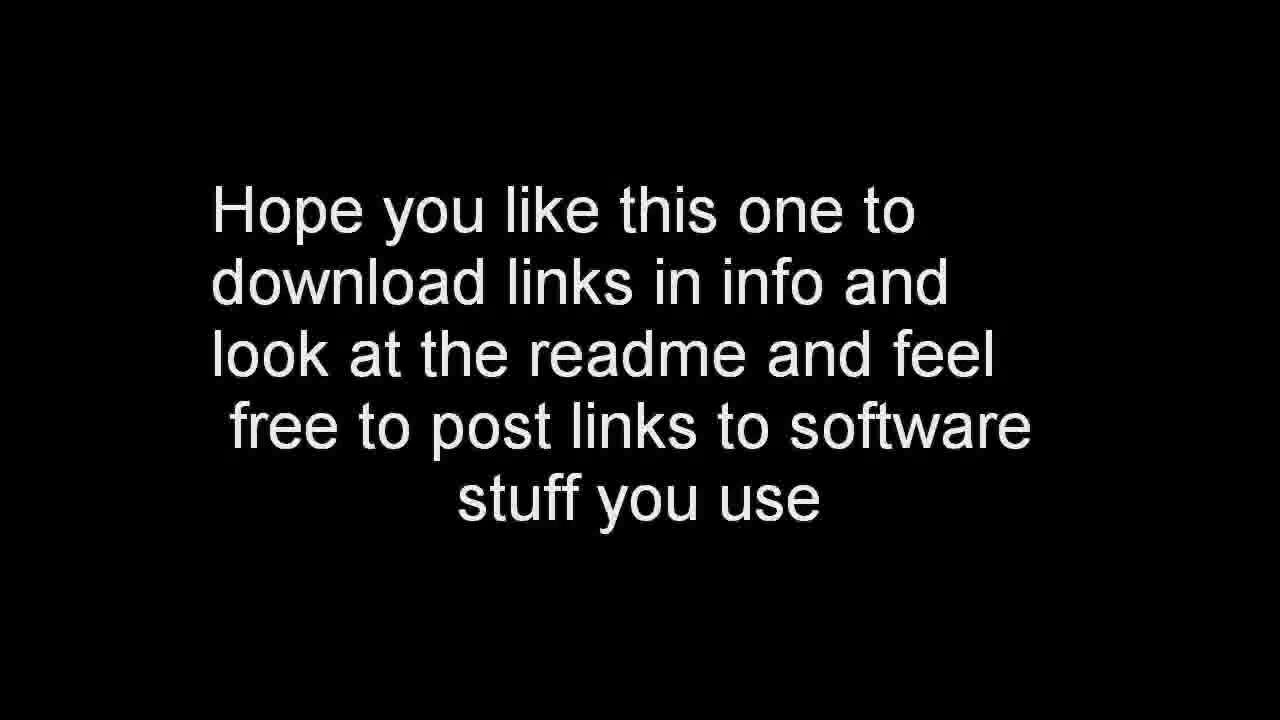 Hope you like this one to
download links in info and
look at the readme and feel
free to post links to software
stuff you use